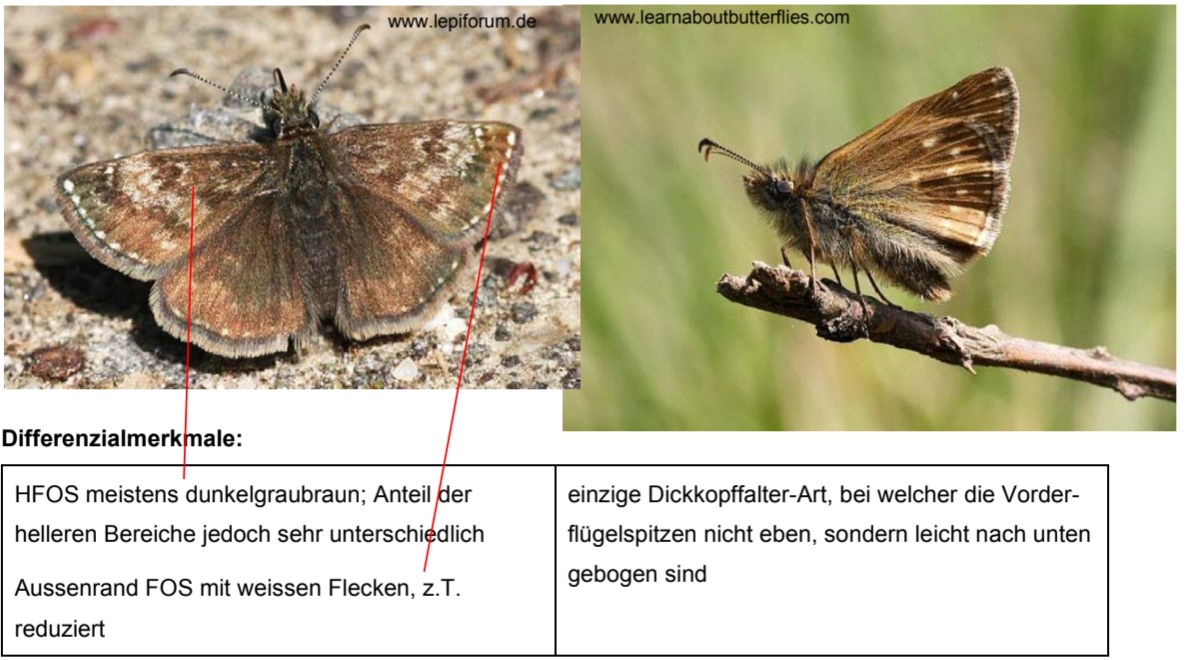 www.lepiforum.de
www.learnaboutbutterflies.com
Differenzialmerkmale:
HFOS meistens dunkelgraubraun; Anteil der
helleren Bereiche jedoch sehr unterschiedlich
Aussenrand FOS mit weissen Flecken, z.T.
reduziert
einzige Dickkopffalter-Art, bei welcher die Vorder-
flügelspitzen nicht eben, sondern leicht nach unten
gebogen sind